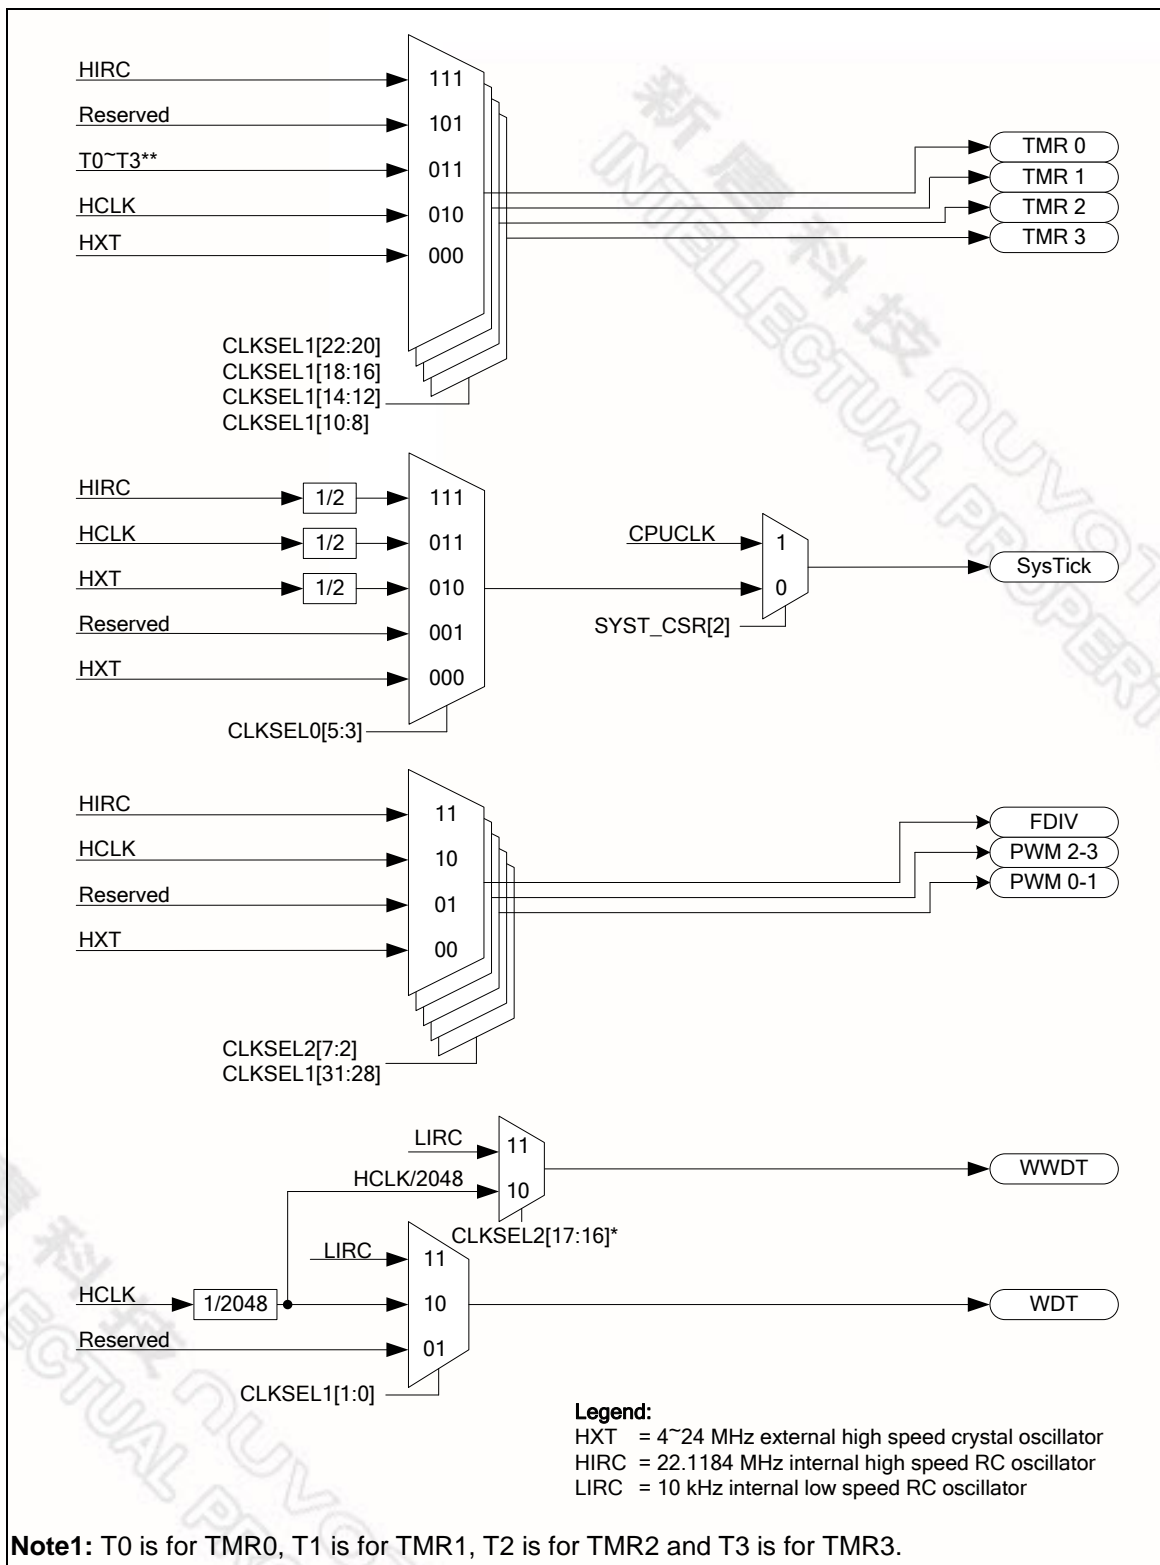 HIRC
111
Reserved
101
T0~T3**
011
HCLK
010
HXT
000
TMR 0
TMR 1
TMR 2
TMR 3
CLKSEL1[22:20]
CLKSEL1[18:16]
CLKSEL1[14:12]
CLKSEL1[10:8]
HIRC
1/2
111
HCLK
1/2
011
HXT
1/2
010
Reserved
001
HXT
000
CLKSEL0[5:3]
CPUCLK
1
0
SYST_CSR[2]
SysTick
HIRC
11
HCLK
10
Reserved
01
HXT
00
FDIV
PWM 2-3
PWM 0-1
CLKSEL2[7:2]
CLKSEL1[31:28]
LIRC
11
HCLK/2048
10
WWDT
CLKSEL2[17:16]*
LIRC
11
HCLK
1/2048
10
WDT
Reserved
01
CLKSEL1[1:0]
Legend:
HXT = 4~24 MHz external high speed crystal oscillator
HIRC = 22.1184 MHz internal high speed RC oscillator
LIRC = 10 kHz internal low speed RC oscillator
Note1: T0 is for TMR0, T1 is for TMR1, T2 is for TMR2 and T3 is for TMR3.
新唐科技 nuvoTo
INTELLECTUAL PROPERT